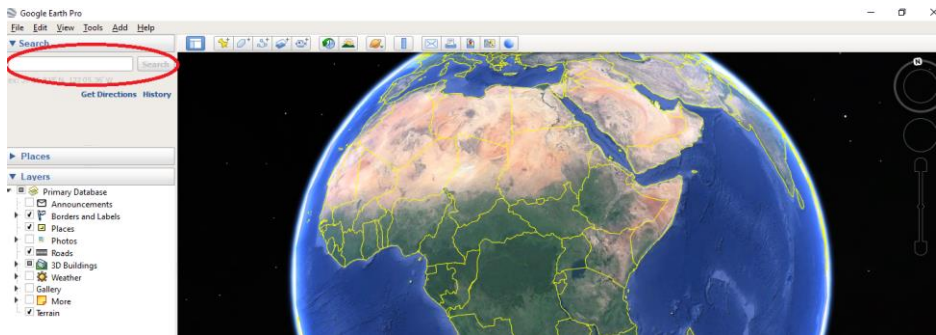 Google Earth Pro
File Edit View Tools Add Help
Search
Search
Get Directions History
Places
Layers
Primary Database
Announcements
Borders and Labels
Places
Photos
Roads
3D Buildings
Weather
Gallery
More
Terrain
N